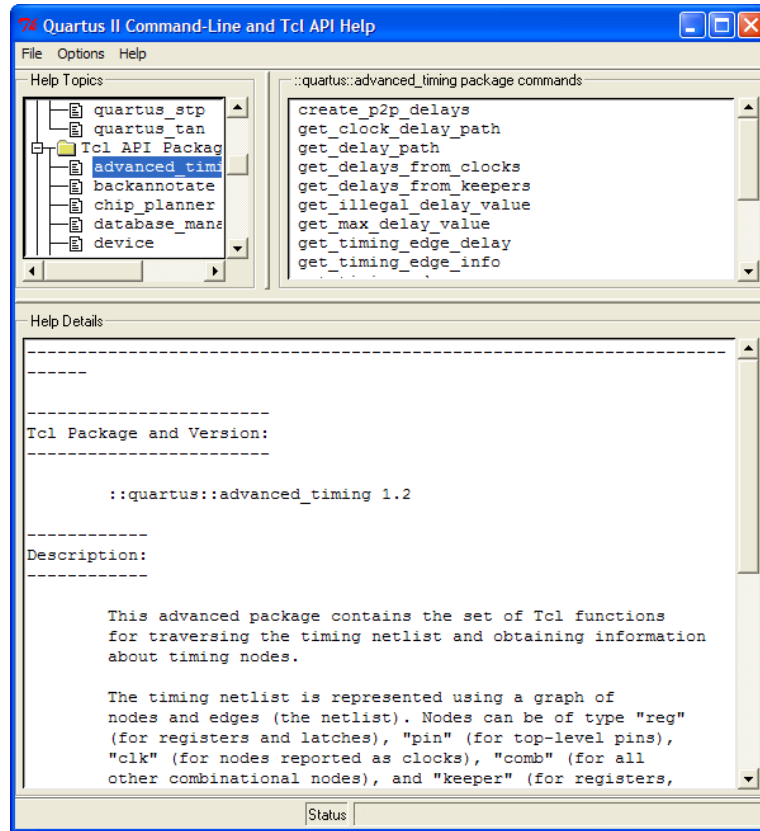 Quartus II Command-Line and Tcl API Help
File Options Help
Help Topics
quartus_stp
quartus_tan
Tcl API Packag
advanced_timi
backannotate
chip_planner
database_mana
device
::quartus::advanced_timing package commands
create_p2p_delays
get_clock_delay_path
get_delay_path
get_delays_from_clocks
get_delays_from_keepers
get_illegal_delay_value
get_max_delay_value
get_timing_edge_delay
get_timing_edge_info
Help Details
---------------------------------------------------------------------
------
------------------------
Tcl Package and Version:
------------------------
::quartus::advanced_timing 1.2
------------
Description:
------------
This advanced package contains the set of Tcl functions
for traversing the timing netlist and obtaining information
about timing nodes.
The timing netlist is represented using a graph of
nodes and edges (the netlist). Nodes can be of type "reg"
(for registers and latches), "pin" (for top-level pins),
"clk" (for nodes reported as clocks), "comb" (for all
other combinational nodes), and "keeper" (for registers,
Status